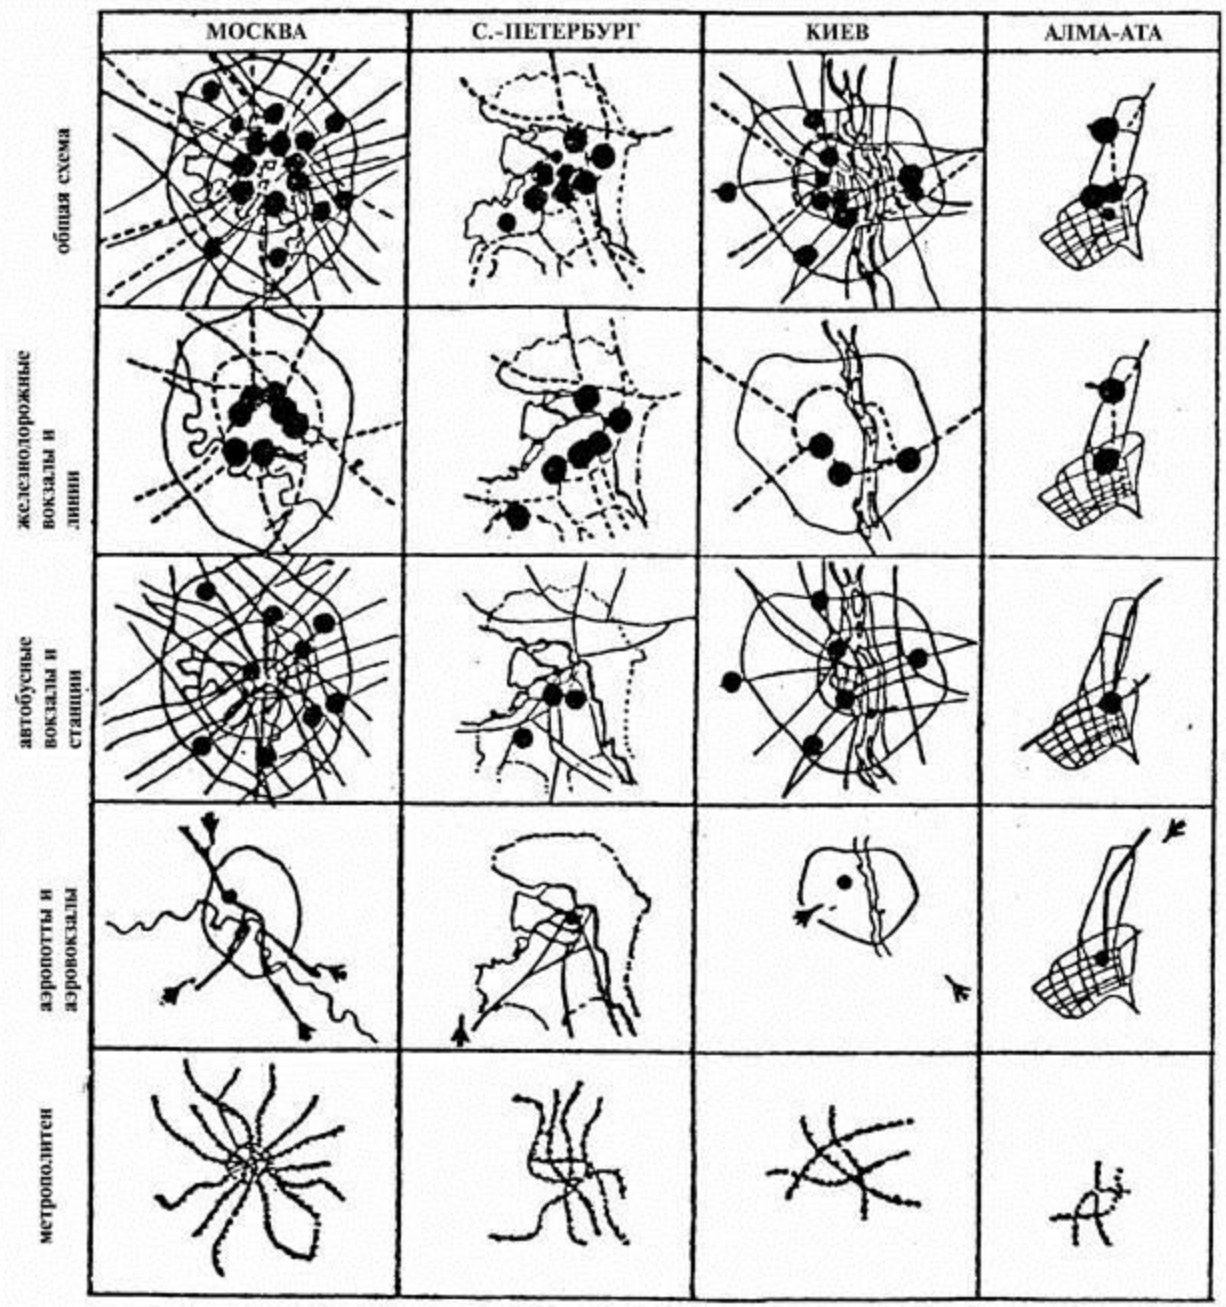 МОСКВА
С.-ПЕТЕРБУРГ
КИЕВ
АЛМА-АТА
общая схема
железнодорожные
вокзалы и
линии
автобусные
вокзалы и
станции
аэропотты и
аэровокзалы
метрополитен